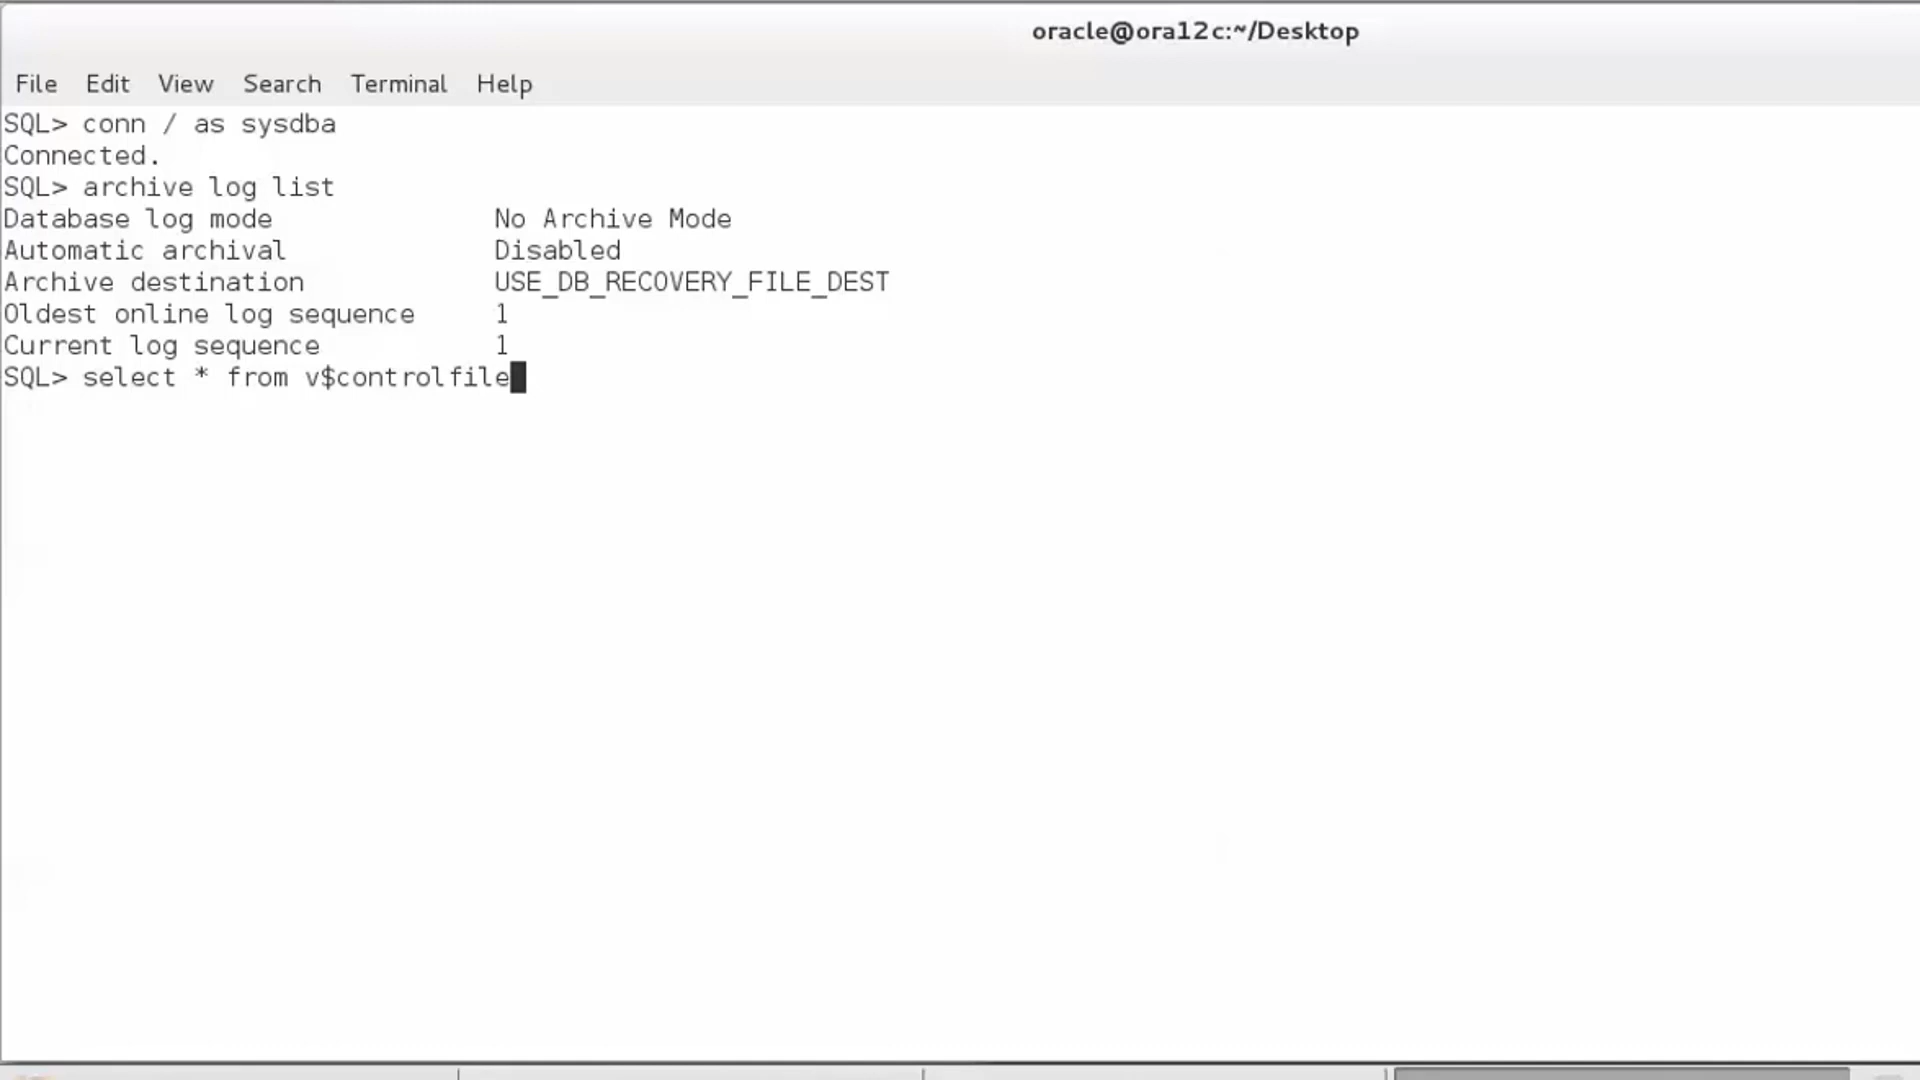 oracle@ora12c:~/Desktop
File Edit View Search Terminal Help
SQL> conn / as sysdba
Connected.
SQL> archive log list
Database log mode No Archive Mode
Automatic archival Disabled
Archive destination USE_DB_RECOVERY_FILE_DEST
Oldest online log sequence 1
Current log sequence 1
SQL> select * from v$controlfile